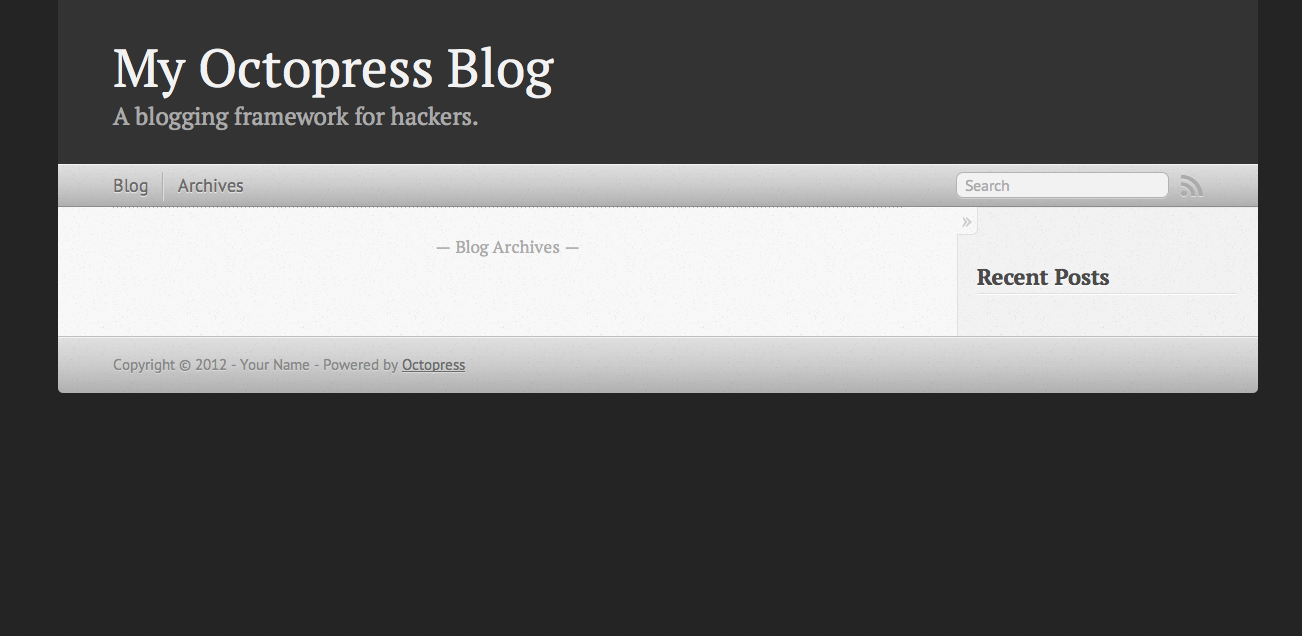 My Octopress Blog
A blogging framework for hackers.
Blog Archives Search
»
— Blog Archives —
Recent Posts
Copyright © 2012 - Your Name - Powered by Octopress